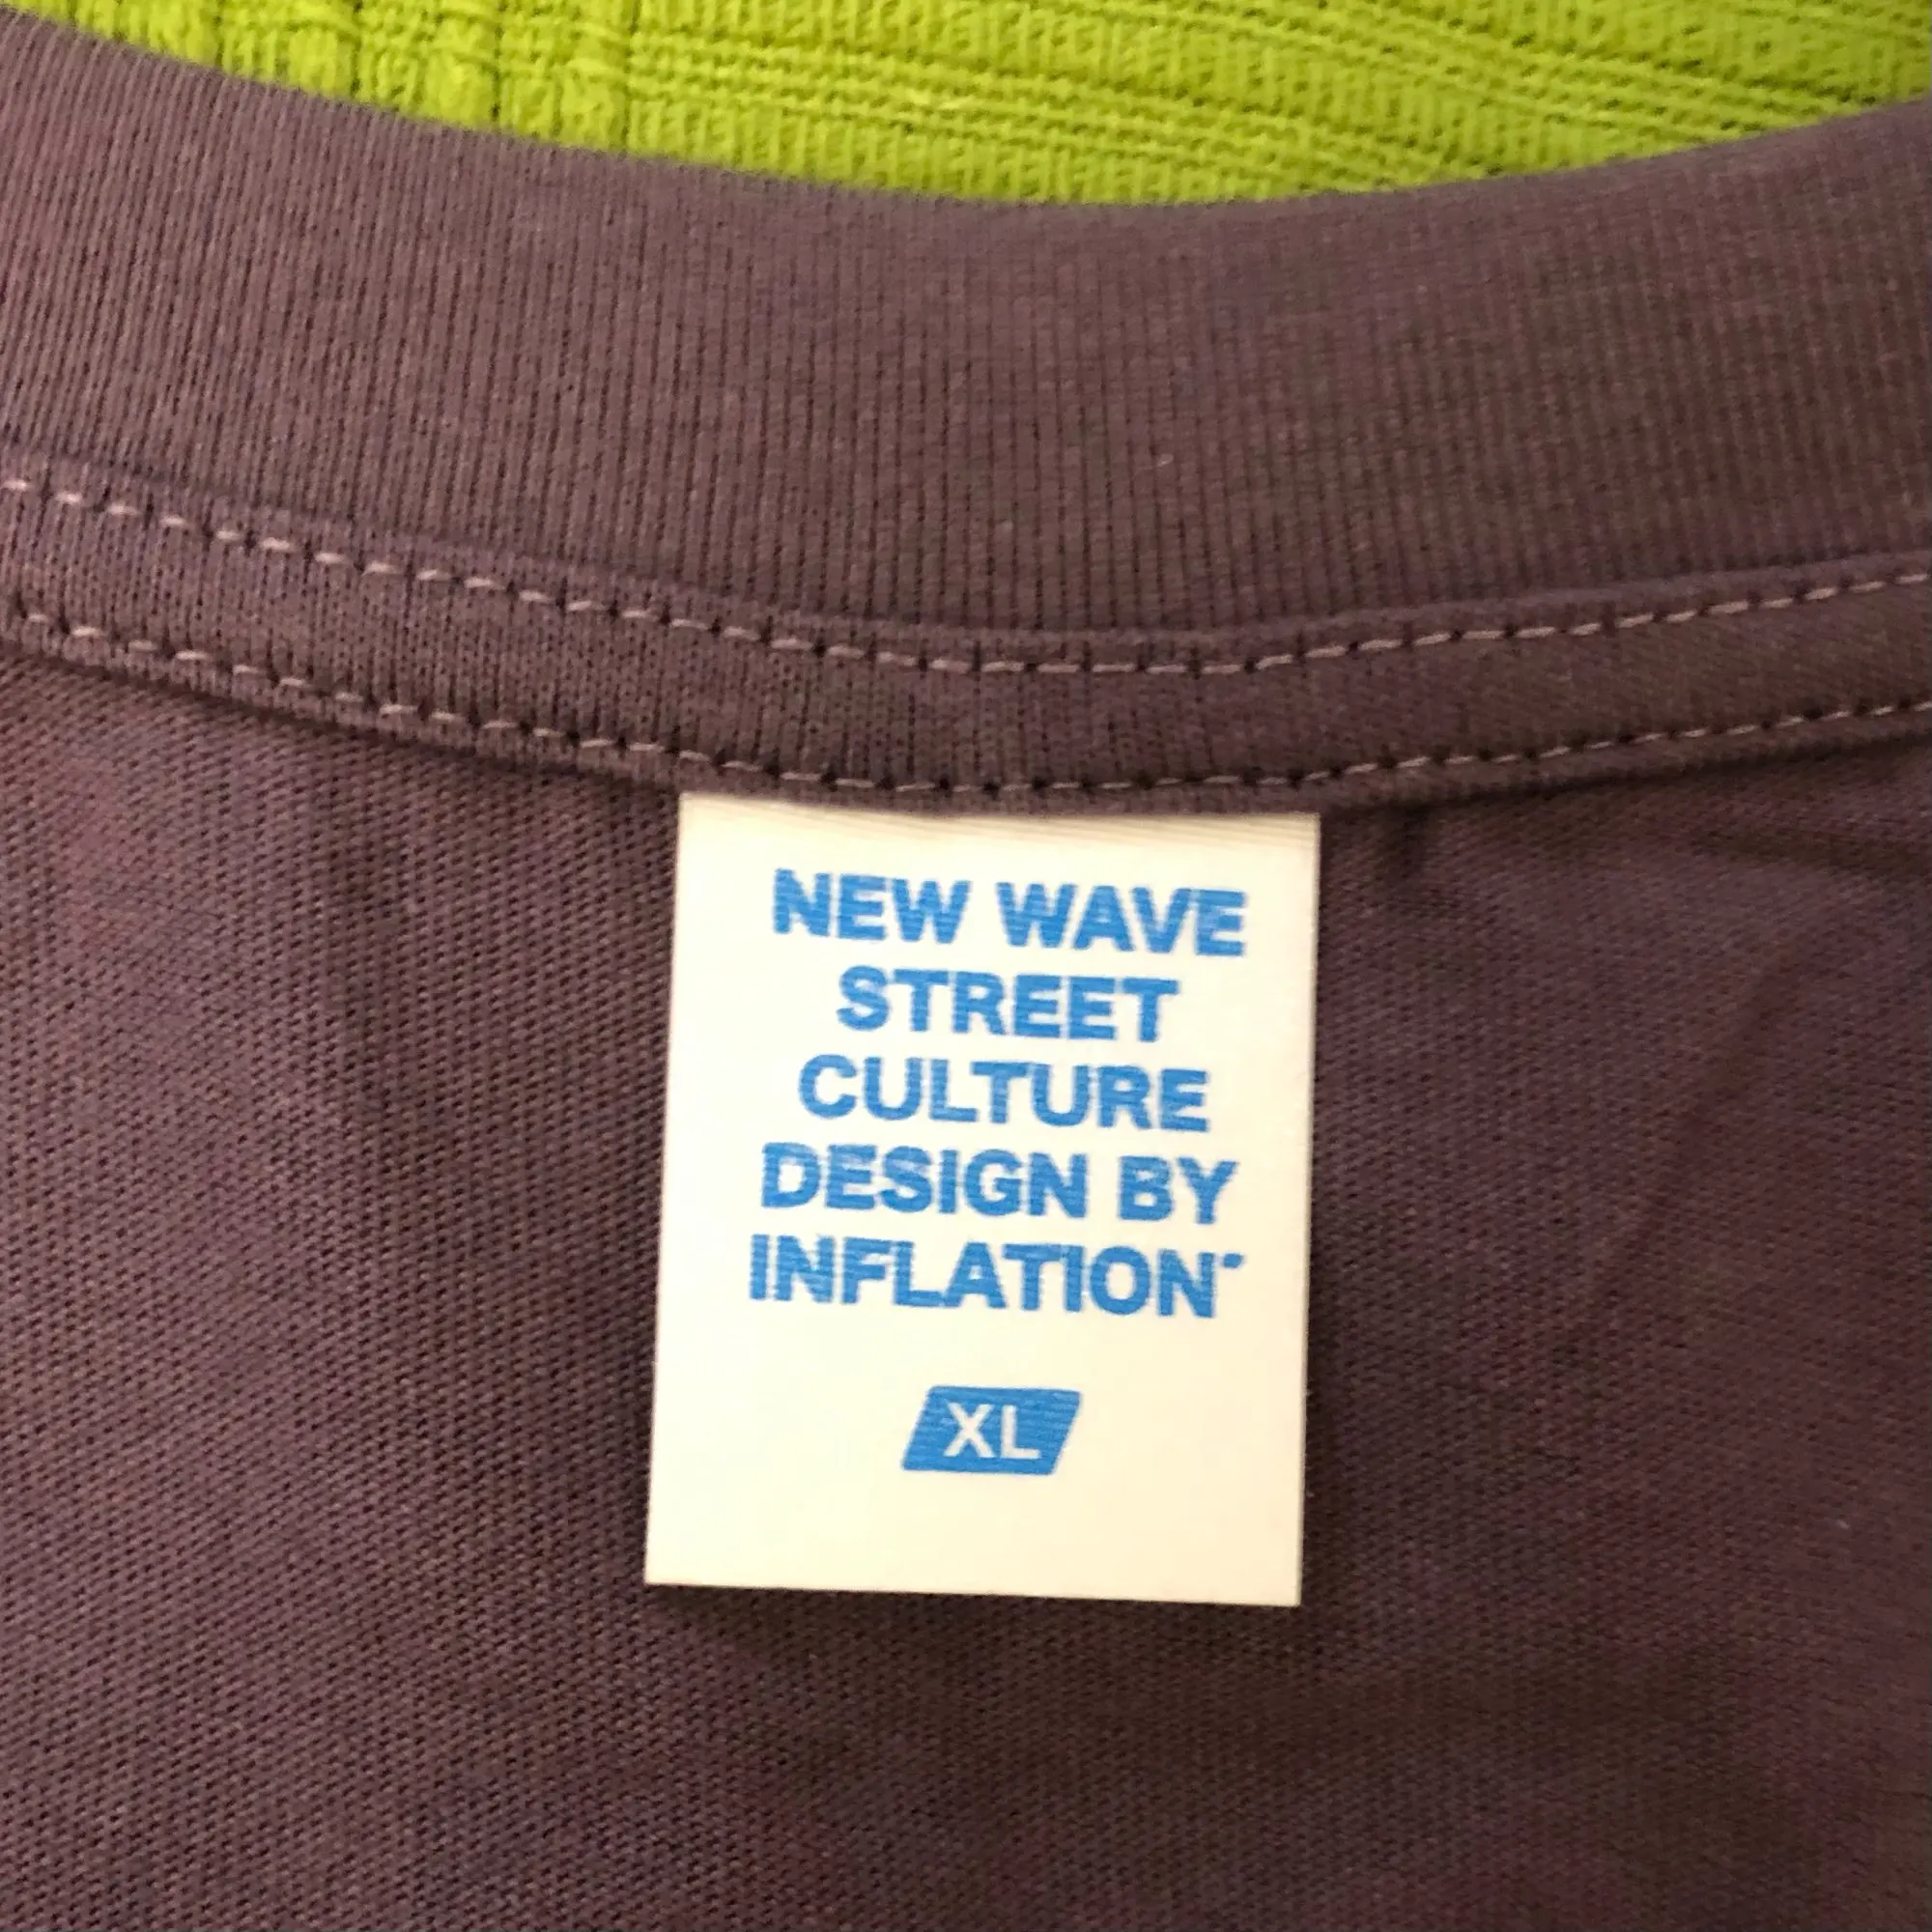 NEW WAVE
STREET
CULTURE
DESIGN BY
INFLATION
XL